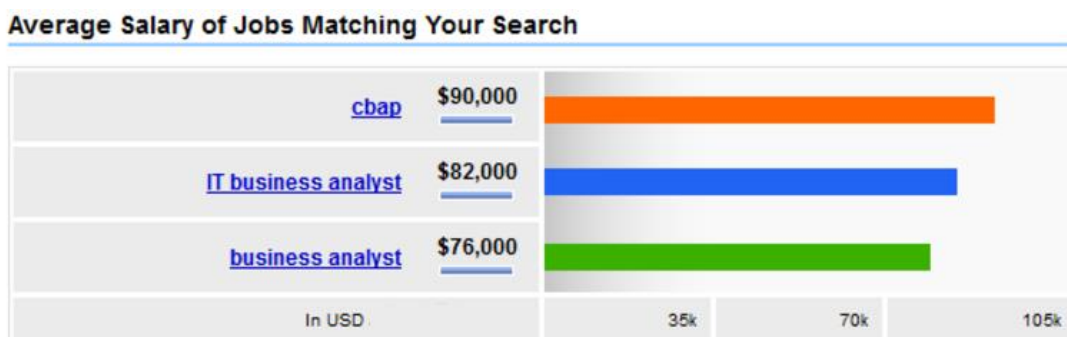 Average Salary of Jobs Matching Your Search
cbap $90,000
IT business analyst $82,000
business analyst $76,000
In USD 35k 70k 105k